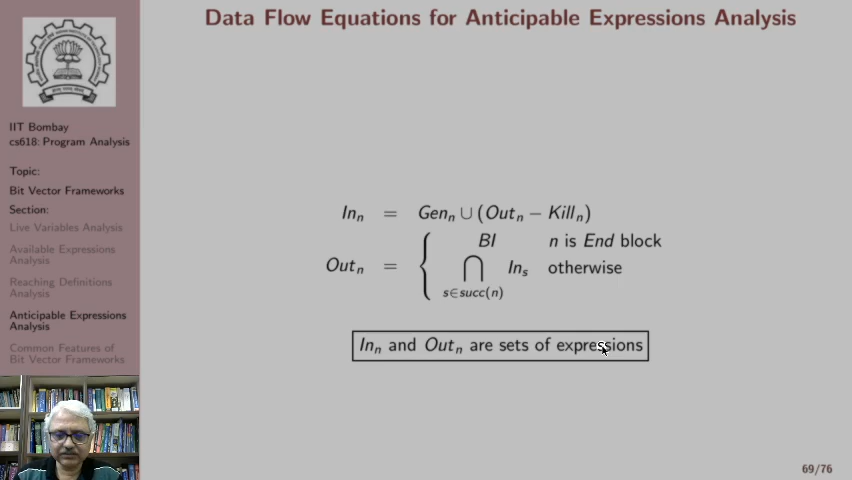 Data Flow Equations for Anticipable Expressions Analysis
IIT Bombay
cs618: Program Analysis
Topic:
Bit Vector Frameworks
Section:
Live Variables Analysis
Available Expressions
Analysis
Reaching Definitions
Analysis
Anticipable Expressions
Analysis
Common Features of
Bit Vector Frameworks
Inₙ = Genₙ ∪ (Outₙ − Killₙ)
Outₙ = { BI n is End block
⋂ Inₛ otherwise
s∈succ(n)
Inₙ and Outₙ are sets of expressions
69/76